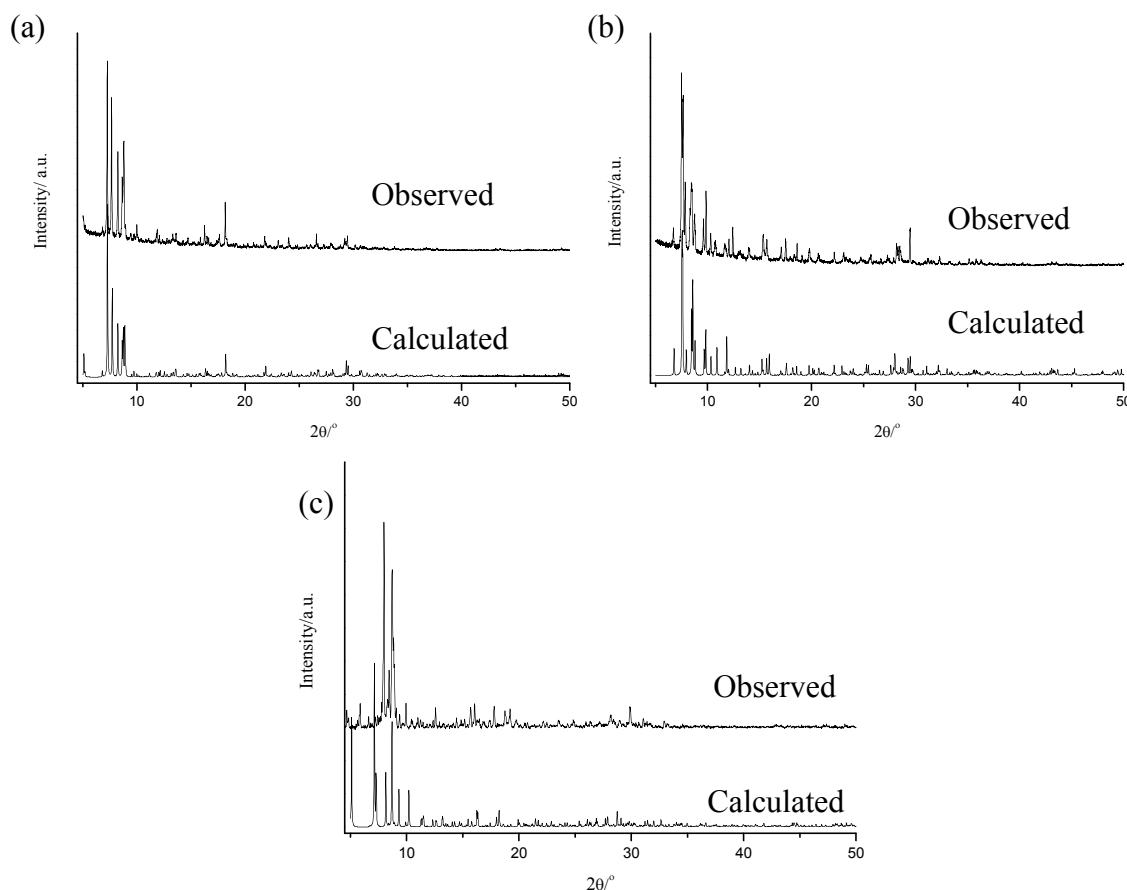 (a)
Intensity/ a.u.
Observed
Calculated
10 20 30 40 50
2θ/°
(b)
Intensity/a.u.
Observed
Calculated
10 20 30 40 50
2θ/°
(c)
Intensity/a.u.
Observed
Calculated
10 20 30 40 50
2θ/°